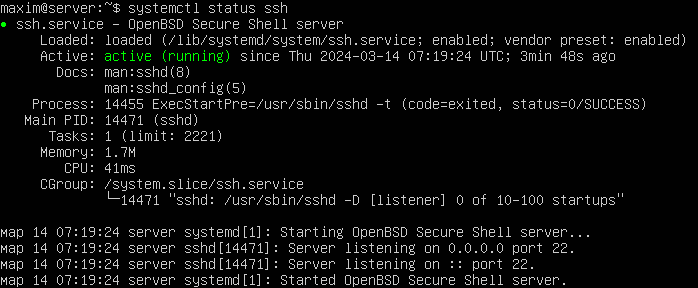 maxim@server:~$ systemctl status ssh
● ssh.service - OpenBSD Secure Shell server
Loaded: loaded (/lib/systemd/system/ssh.service; enabled; vendor preset: enabled)
Active: active (running) since Thu 2024-03-14 07:19:24 UTC; 3min 48s ago
Docs: man:sshd(8)
man:sshd_config(5)
Process: 14455 ExecStartPre=/usr/sbin/sshd -t (code=exited, status=0/SUCCESS)
Main PID: 14471 (sshd)
Tasks: 1 (limit: 2221)
Memory: 1.7M
CPU: 41ms
CGroup: /system.slice/ssh.service
└─14471 "sshd: /usr/sbin/sshd -D [listener] 0 of 10-100 startups"
мар 14 07:19:24 server systemd[1]: Starting OpenBSD Secure Shell server...
мар 14 07:19:24 server sshd[14471]: Server listening on 0.0.0.0 port 22.
мар 14 07:19:24 server sshd[14471]: Server listening on :: port 22.
мар 14 07:19:24 server systemd[1]: Started OpenBSD Secure Shell server.